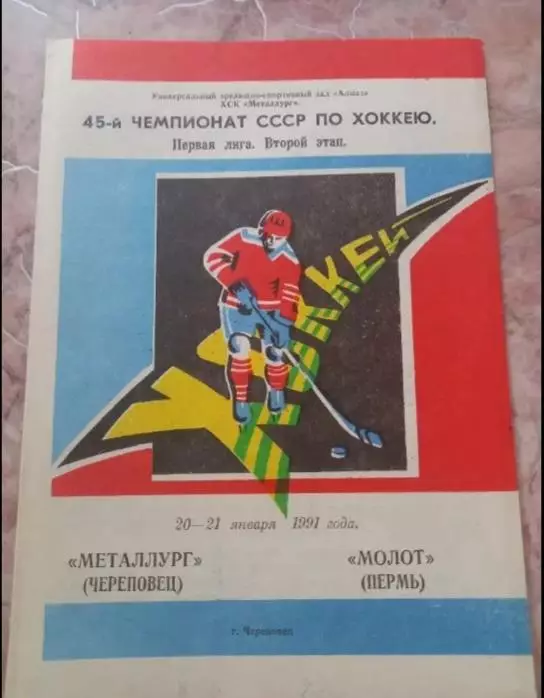 Универсальный зрелищно-спортивный зал «Алмаз»
ХСК «Металлург».
45-й ЧЕМПИОНАТ СССР ПО ХОККЕЮ.
Первая лига. Второй этап.
ХОККЕЙ
20—21 января 1991 года.
«МЕТАЛЛУРГ» «МОЛОТ»
(ЧЕРЕПОВЕЦ) (ПЕРМЬ)
г. Череповец